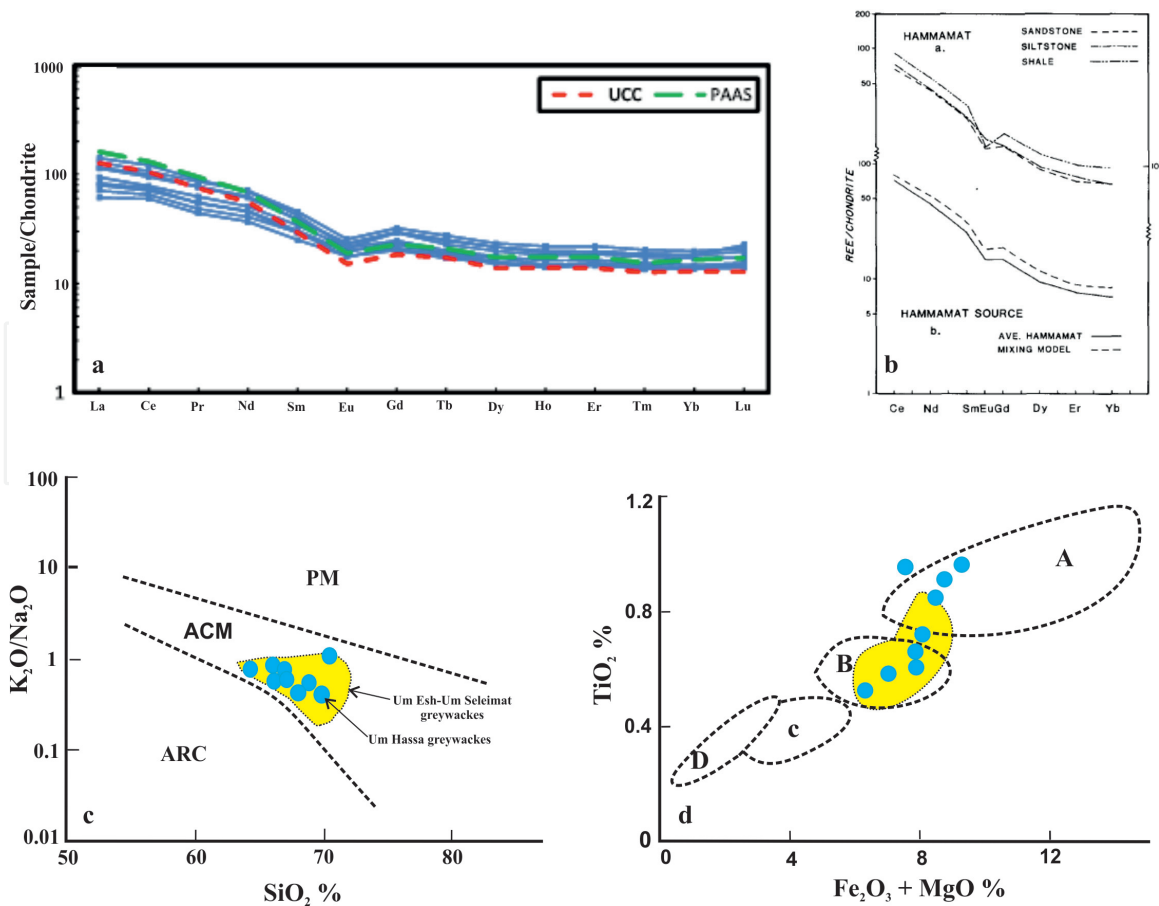 1000
100
10
1
Sample/Chondrite
UCC
PAAS
a
La Ce Pr Nd Sm Eu Gd Tb Dy Ho Er Tm Yb Lu
200
100
50
100
50
10
5
1
10
REE/CHONDRITE
HAMMAMAT
a.
SANDSTONE
SILTSTONE
SHALE
HAMMAMAT SOURCE
b.
AVE. HAMMAMAT
MIXING MODEL
b
Ce Nd Sm Eu Gd Dy Er Yb
100
10
1
0.1
0.01
K₂O/Na₂O
PM
ACM
ARC
Um Esh-Um Seleimat
greywackes
Um Hassa greywackes
c
50 60 70 80
SiO₂ %
1.2
0.8
0.4
0
TiO₂ %
A
B
c
D
d
0 4 8 12
Fe₂O₃ + MgO %